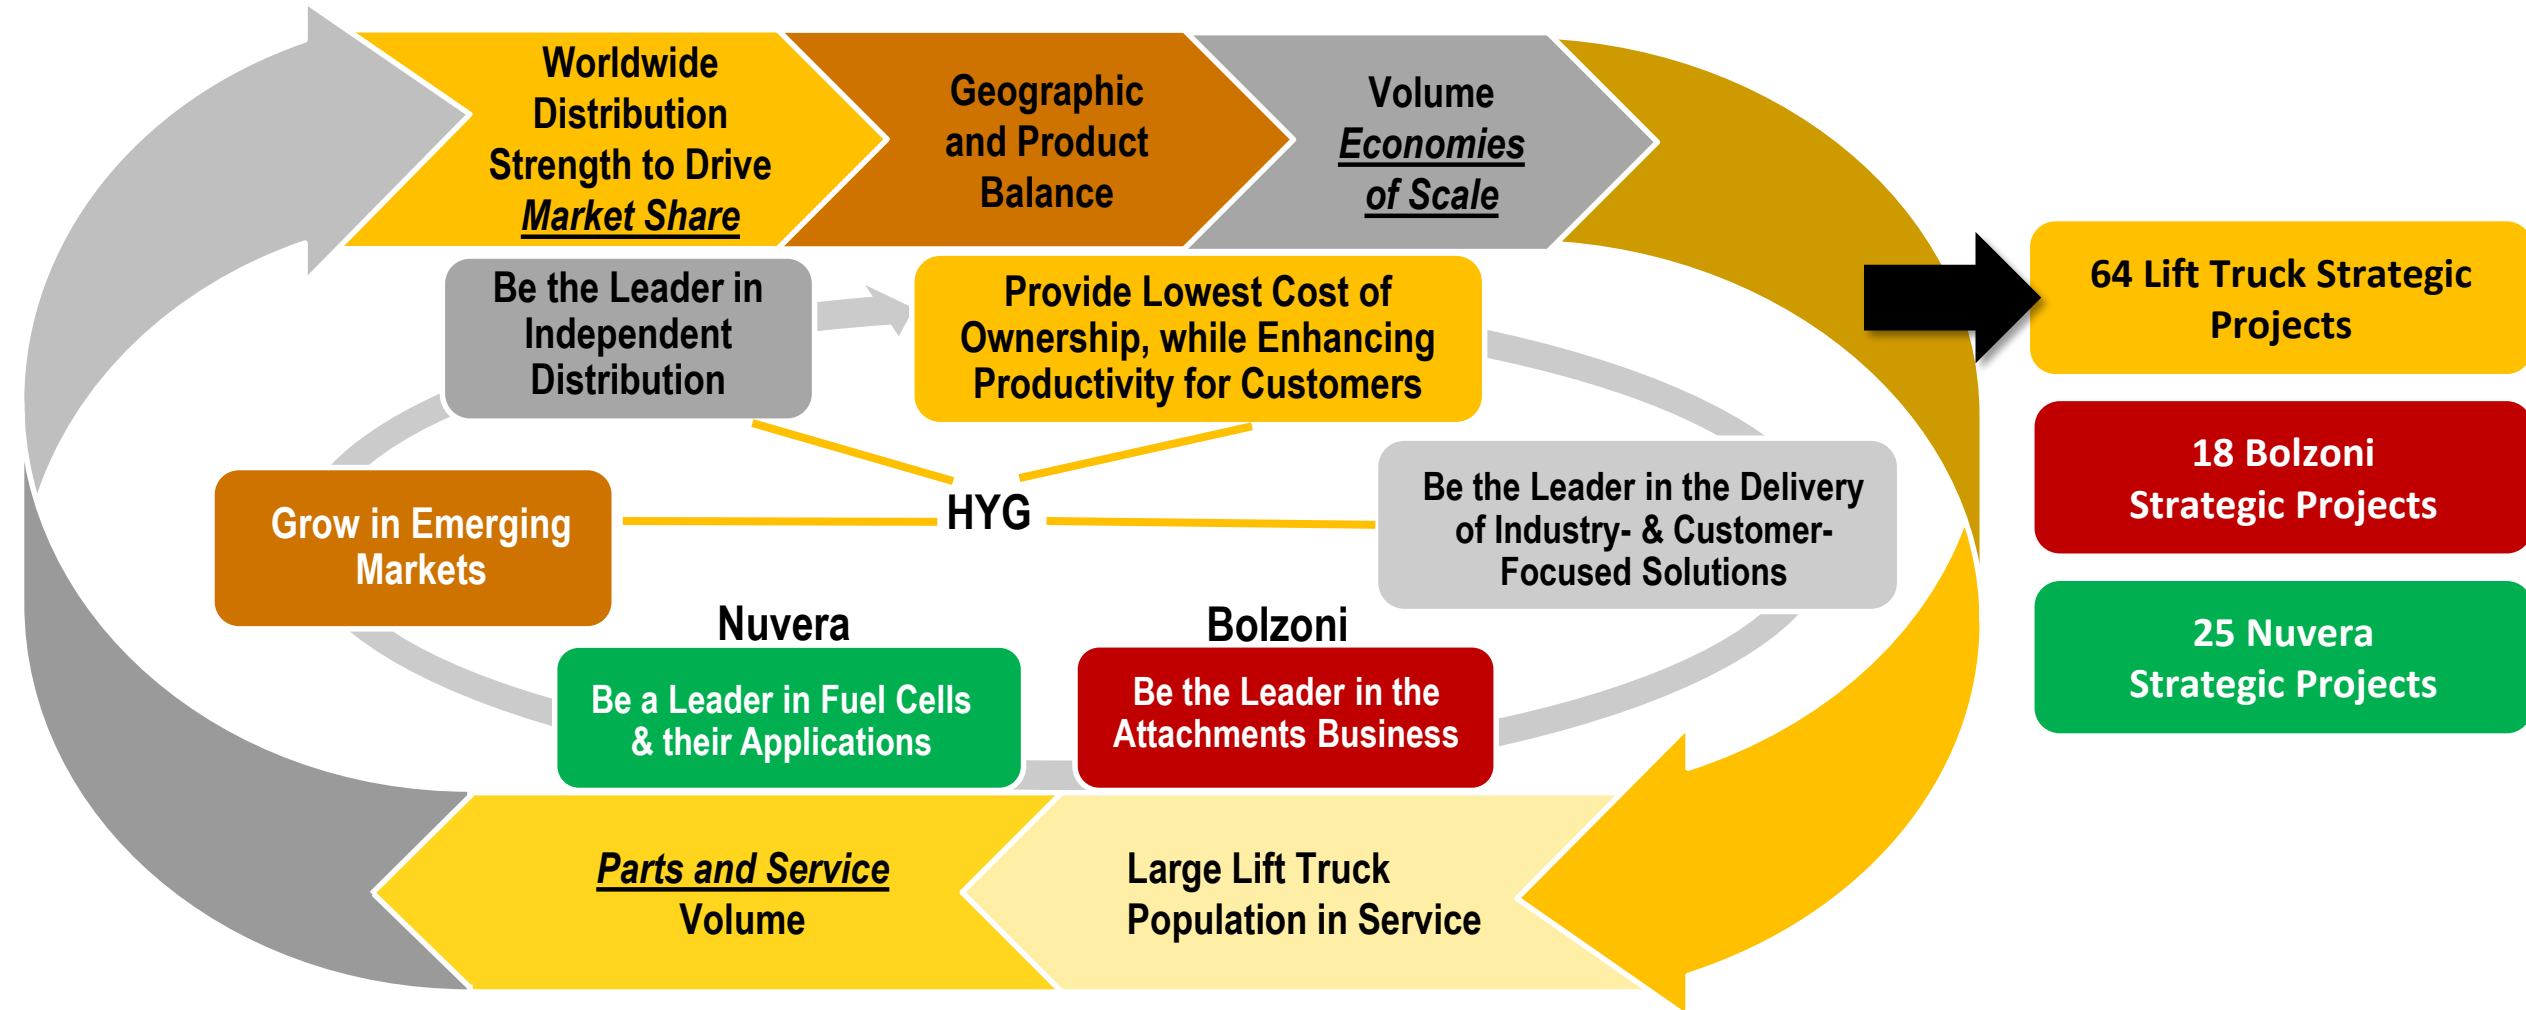 Worldwide
Distribution
Strength to Drive
Market Share
Geographic
and Product
Balance
Volume
Economies
of Scale
Be the Leader in
Independent
Distribution
Provide Lowest Cost of
Ownership, while Enhancing
Productivity for Customers
64 Lift Truck Strategic
Projects
18 Bolzoni
Strategic Projects
25 Nuvera
Strategic Projects
Grow in Emerging
Markets
HYG
Be the Leader in the Delivery
of Industry- & Customer-
Focused Solutions
Nuvera
Be a Leader in Fuel Cells
& their Applications
Bolzoni
Be the Leader in the
Attachments Business
Parts and Service
Volume
Large Lift Truck
Population in Service